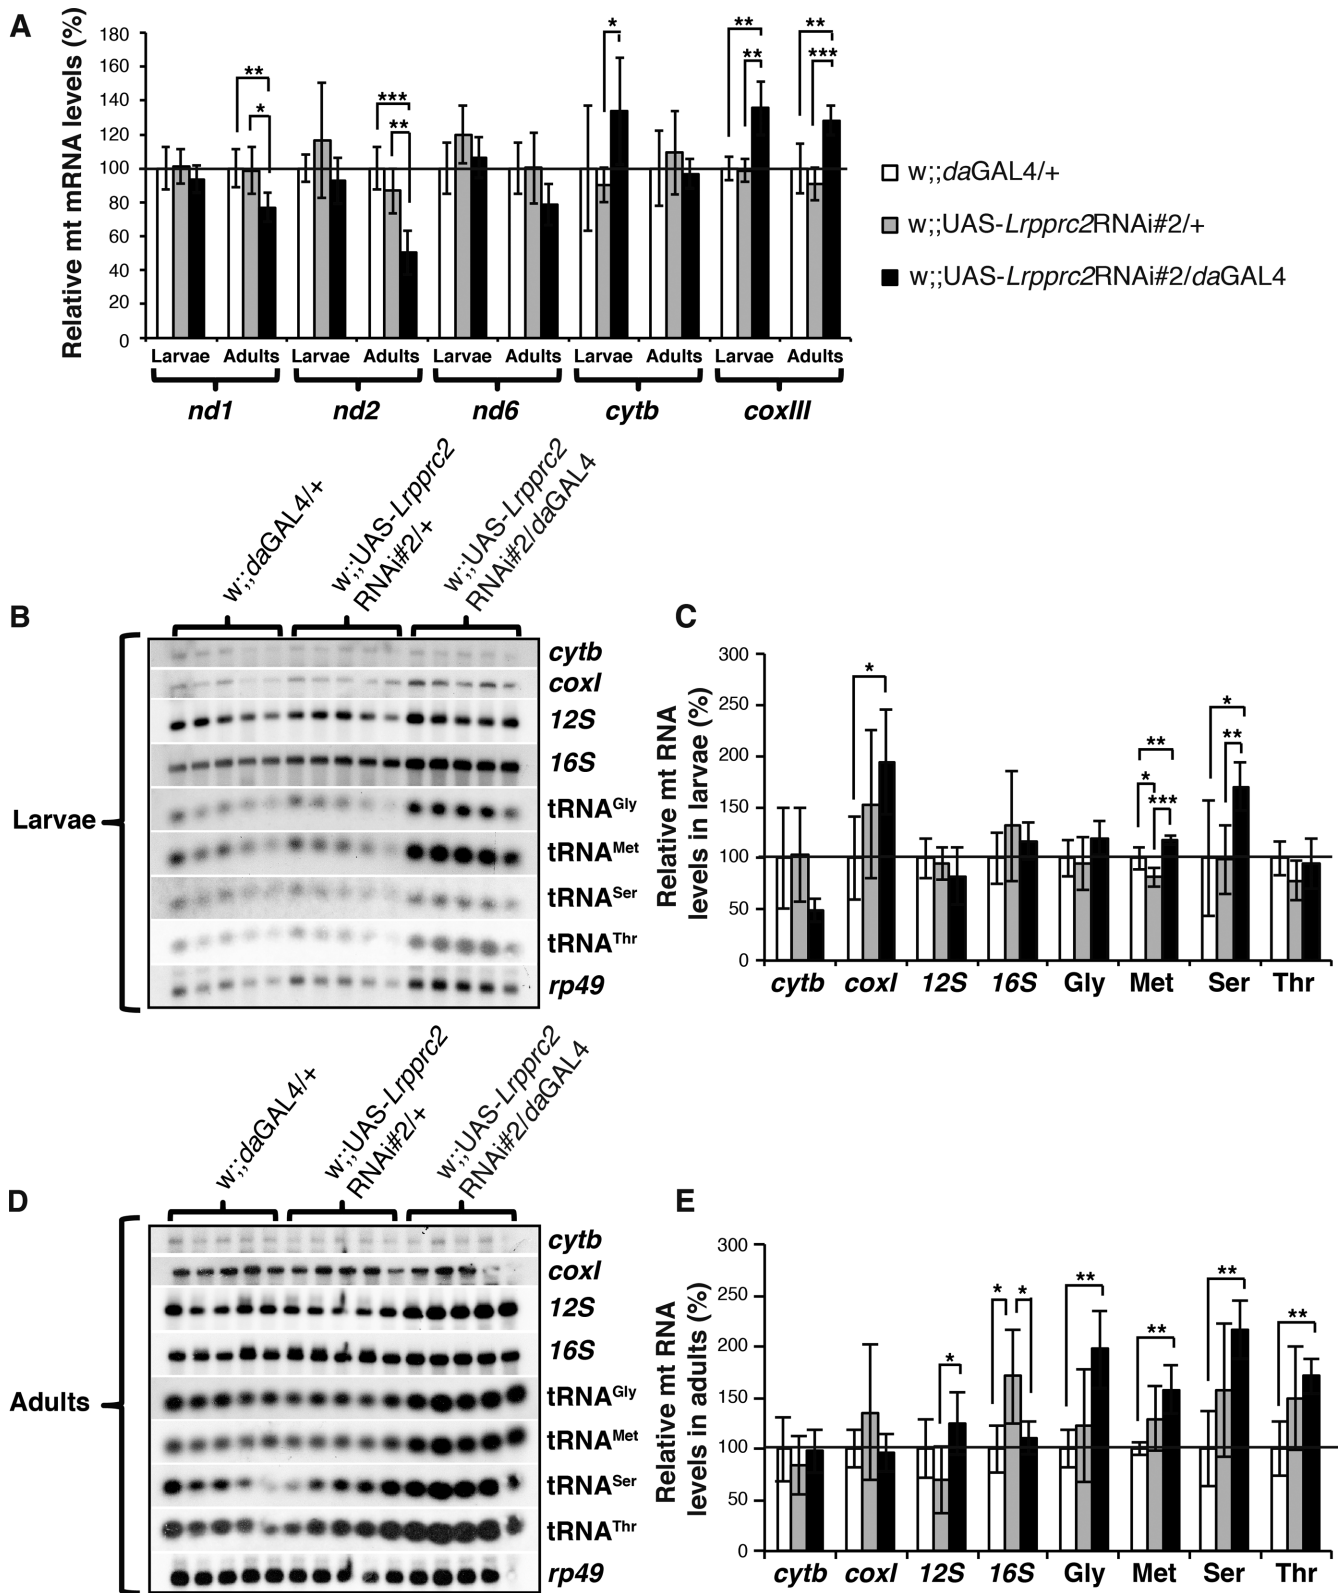 A
Relative mt mRNA levels (%)
180
160
140
120
100
80
60
40
20
0
** * *** ** * ** ** ** ***
Larvae Adults Larvae Adults Larvae Adults Larvae Adults Larvae Adults
nd1 nd2 nd6 cytb coxIII
w;;daGAL4/+
w;;UAS-Lrpprc2RNAi#2/+
w;;UAS-Lrpprc2RNAi#2/daGAL4
B
w;;daGAL4/+
w;;UAS-Lrpprc2
RNAi#2/+
w;;UAS-Lrpprc2
RNAi#2/daGAL4
Larvae
cytb
coxI
12S
16S
tRNAGly
tRNAMet
tRNASer
tRNAThr
rp49
C
Relative mt RNA
levels in larvae (%)
300
250
200
150
100
50
0
* ** * *** * **
cytb coxI 12S 16S Gly Met Ser Thr
D
w;;daGAL4/+
w;;UAS-Lrpprc2
RNAi#2/+
w;;UAS-Lrpprc2
RNAi#2/daGAL4
Adults
cytb
coxI
12S
16S
tRNAGly
tRNAMet
tRNASer
tRNAThr
rp49
E
Relative mt RNA
levels in adults (%)
300
250
200
150
100
50
0
* * * ** ** ** **
cytb coxI 12S 16S Gly Met Ser Thr